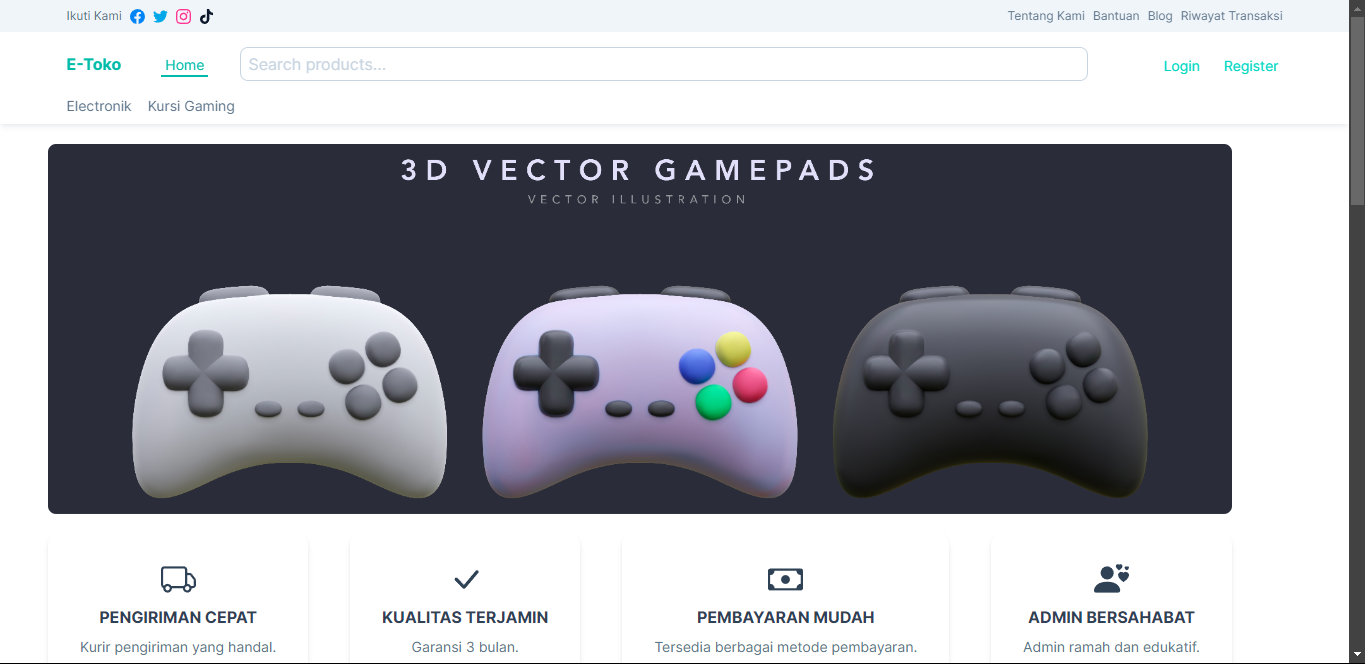 Ikuti Kami
Tentang Kami Bantuan Blog Riwayat Transaksi
E-Toko Home Search products... Login Register
Electronik Kursi Gaming
3D VECTOR GAMEPADS
VECTOR ILLUSTRATION
PENGIRIMAN CEPAT
Kurir pengiriman yang handal.
KUALITAS TERJAMIN
Garansi 3 bulan.
PEMBAYARAN MUDAH
Tersedia berbagai metode pembayaran.
ADMIN BERSAHABAT
Admin ramah dan edukatif.